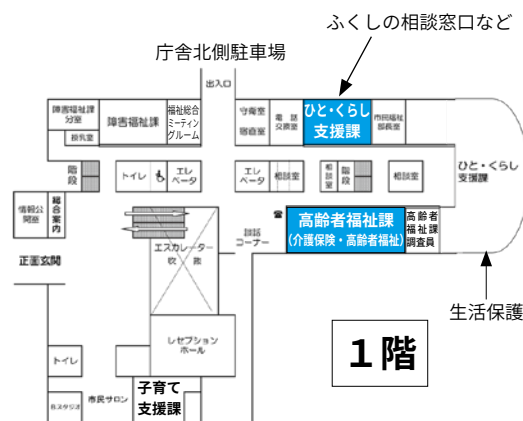 ふくしの相談窓口など
庁舎北側駐車場
出入口
障害福祉課
分室
授乳室
障害福祉課
福祉総合
ミーティン
グルーム
守衛室
宿直室
電話
交換室
ひと・くらし
支援課
市民福祉
部長室
階段
トイレ
エレ
ベータ
エレ
ベータ
相談室
相談室
階段
相談室
ひと・くらし
支援課
情報公
開室
総合案内
エスカレーター
吹抜
談話
コーナー
高齢者福祉課
(介護保険・高齢者福祉)
高齢者
福祉課
調査員
正面玄関
生活保護
レセプション
ホール
1階
トイレ
市民サロン
子育て
支援課